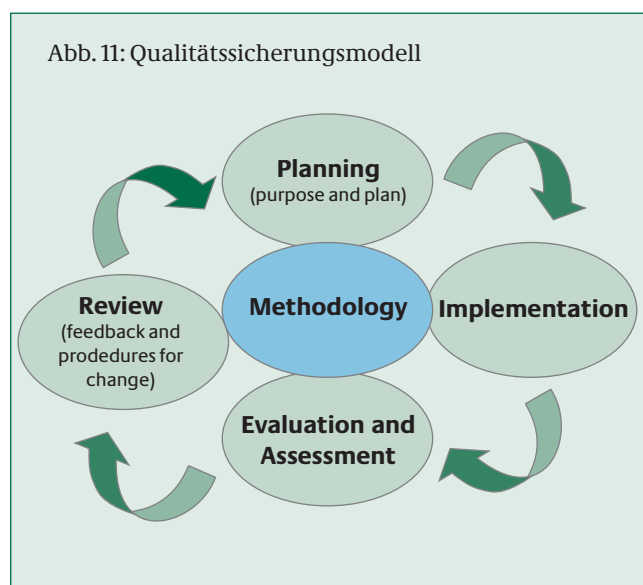 Abb. 11: Qualitätssicherungsmodell
Planning
(purpose and plan)
Review
(feedback and
prodedures for
change)
Methodology
Implementation
Evaluation and
Assessment